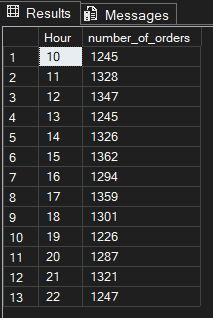 Results Messages
Hour number_of_orders
1 10 1245
2 11 1328
3 12 1347
4 13 1245
5 14 1326
6 15 1362
7 16 1294
8 17 1359
9 18 1301
10 19 1226
11 20 1287
12 21 1321
13 22 1247